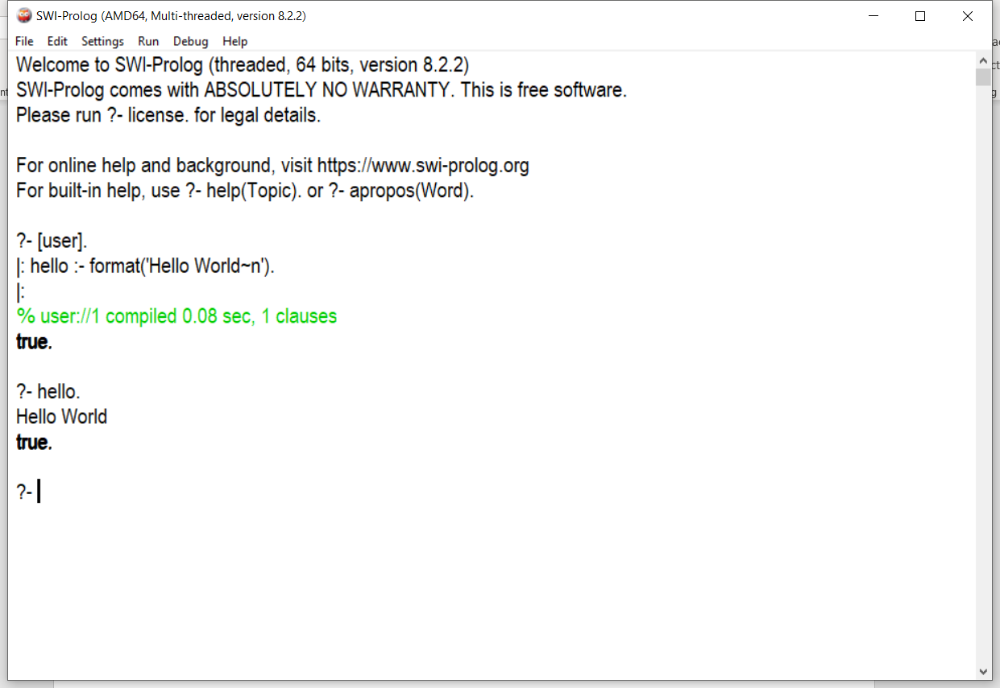 SWI-Prolog (AMD64, Multi-threaded, version 8.2.2)
File Edit Settings Run Debug Help
Welcome to SWI-Prolog (threaded, 64 bits, version 8.2.2)
SWI-Prolog comes with ABSOLUTELY NO WARRANTY. This is free software.
Please run ?- license. for legal details.
For online help and background, visit https://www.swi-prolog.org
For built-in help, use ?- help(Topic). or ?- apropos(Word).
?- [user].
|: hello :- format('Hello World~n').
|:
% user://1 compiled 0.08 sec, 1 clauses
true.
?- hello.
Hello World
true.
?-